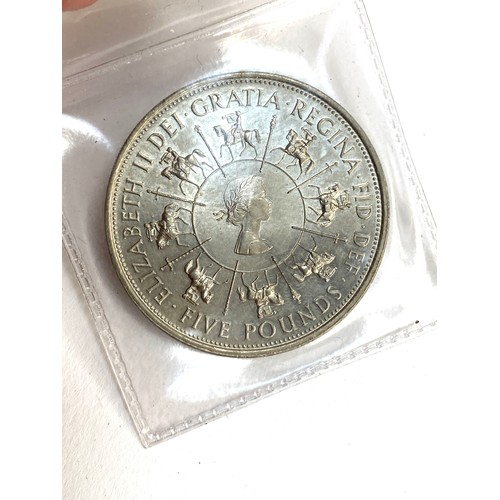 ELIZABETH II · DEI · GRATIA · REGINA · FID · DEF ·
FIVE POUNDS ·